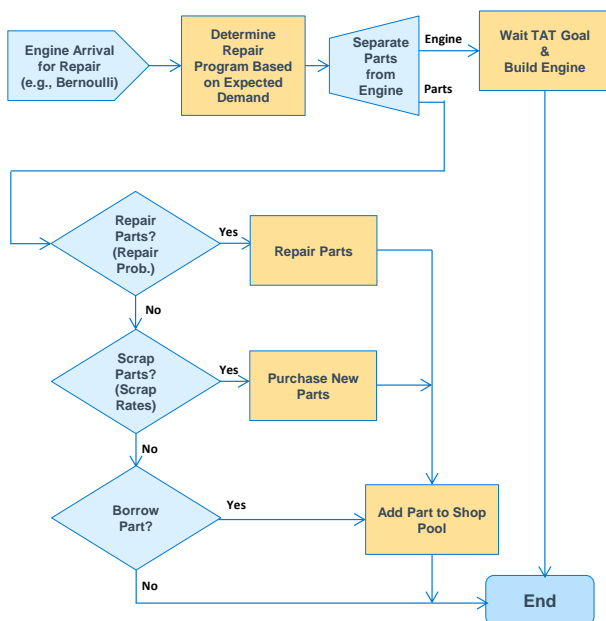 Engine Arrival
for Repair
(e.g., Bernoulli)
Determine
Repair
Program Based
on Expected
Demand
Separate
Parts
from
Engine
Engine
Parts
Wait TAT Goal
&
Build Engine
Repair
Parts?
(Repair
Prob.)
Yes
Repair Parts
No
Scrap
Parts?
(Scrap
Rates)
Yes
Purchase New
Parts
No
Borrow
Part?
Yes
Add Part to Shop
Pool
No
End